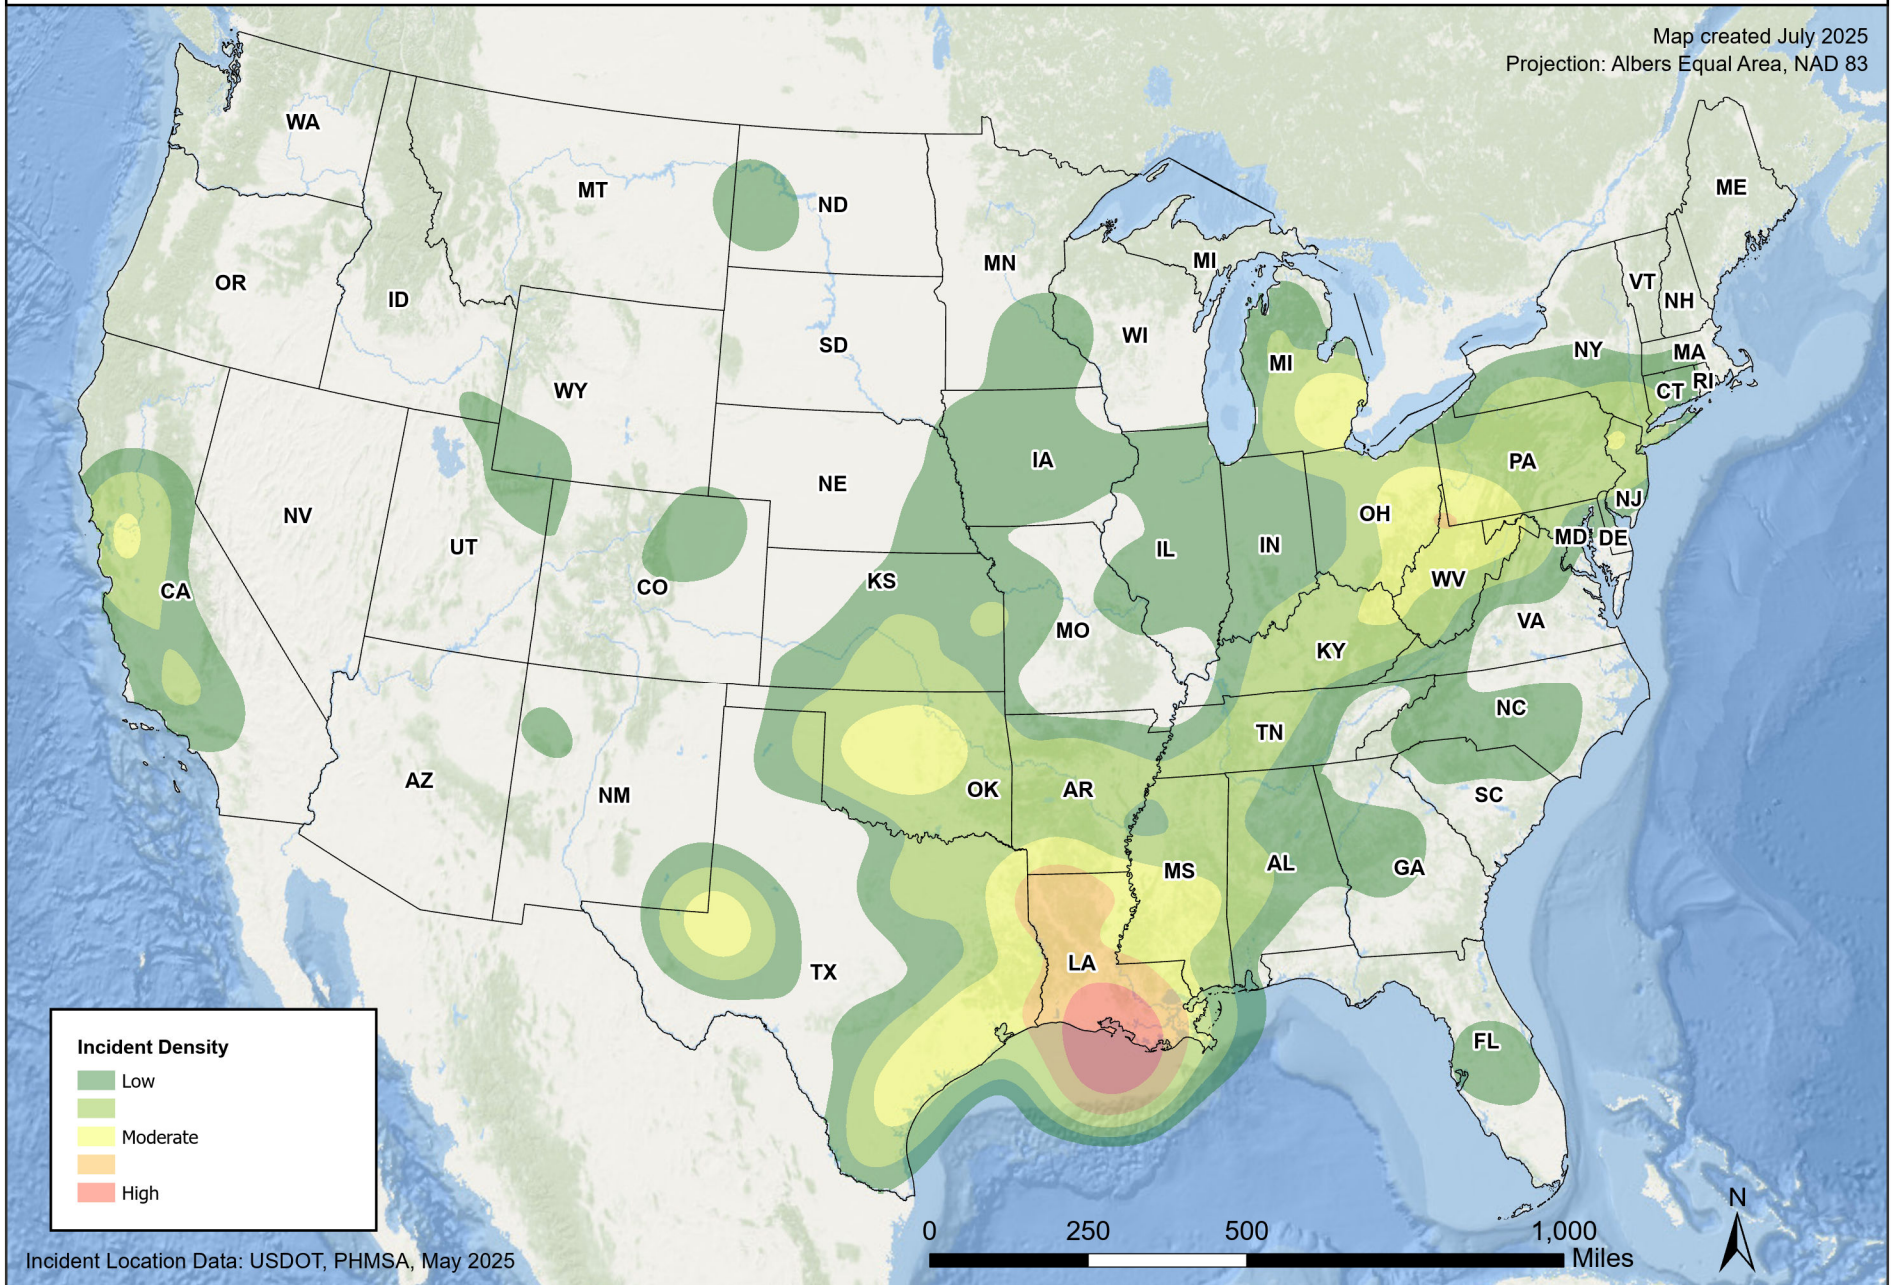 Map created July 2025
Projection: Albers Equal Area, NAD 83
WA
MT
ND
MN
MI
ME
OR
ID
SD
WI
MI
NY
VT
NH
MA
WY
CT
RI
NE
IA
PA
NV
UT
CO
KS
IL
IN
OH
NJ
MD
DE
CA
MO
WV
VA
KY
AZ
NM
OK
AR
TN
NC
SC
TX
LA
MS
AL
GA
FL
Incident Density
Low
Moderate
High
N
0
250
500
1,000
Miles
Incident Location Data: USDOT, PHMSA, May 2025